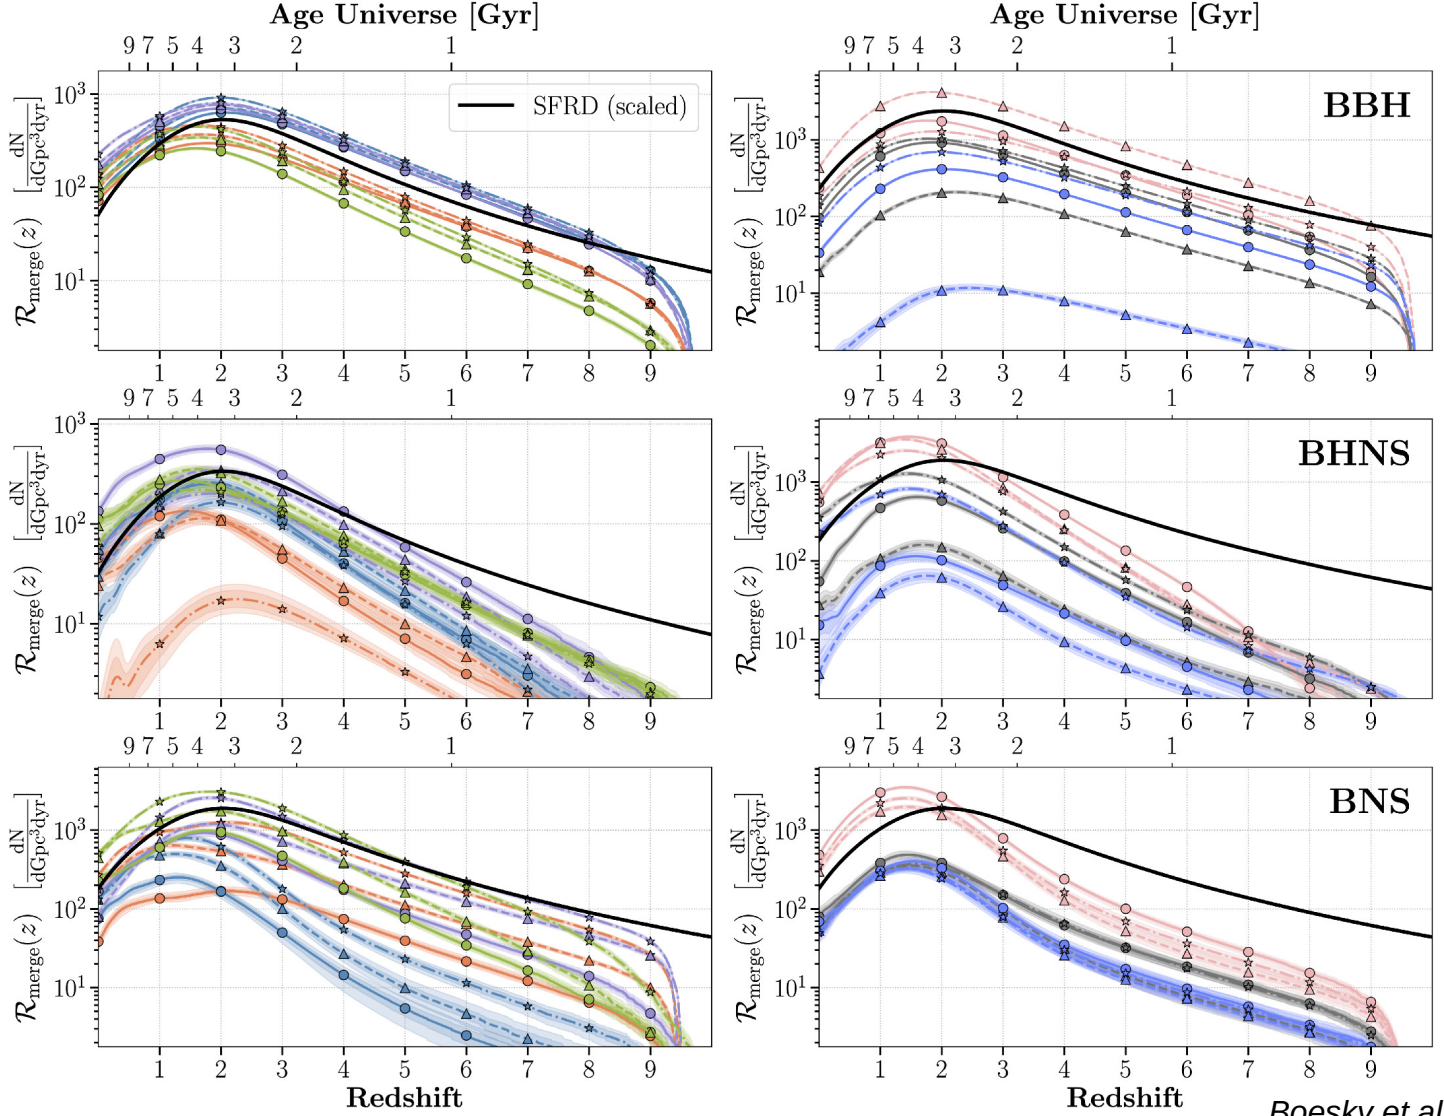 Age Universe [Gyr]
Age Universe [Gyr]
9 7 5 4 3 2 1
9 7 5 4 3 2 1
SFRD (scaled)
BBH
10³
10²
10¹
R_merge(z) [dN/dGpc³dyr]
10³
10²
10¹
R_merge(z) [dN/dGpc³dyr]
1 2 3 4 5 6 7 8 9
1 2 3 4 5 6 7 8 9
9 7 5 4 3 2 1
9 7 5 4 3 2 1
BHNS
10³
10²
10¹
R_merge(z) [dN/dGpc³dyr]
10³
10²
10¹
R_merge(z) [dN/dGpc³dyr]
1 2 3 4 5 6 7 8 9
1 2 3 4 5 6 7 8 9
9 7 5 4 3 2 1
9 7 5 4 3 2 1
BNS
10³
10²
10¹
R_merge(z) [dN/dGpc³dyr]
10³
10²
10¹
R_merge(z) [dN/dGpc³dyr]
1 2 3 4 5 6 7 8 9
1 2 3 4 5 6 7 8 9
Redshift
Redshift
Boesky et al